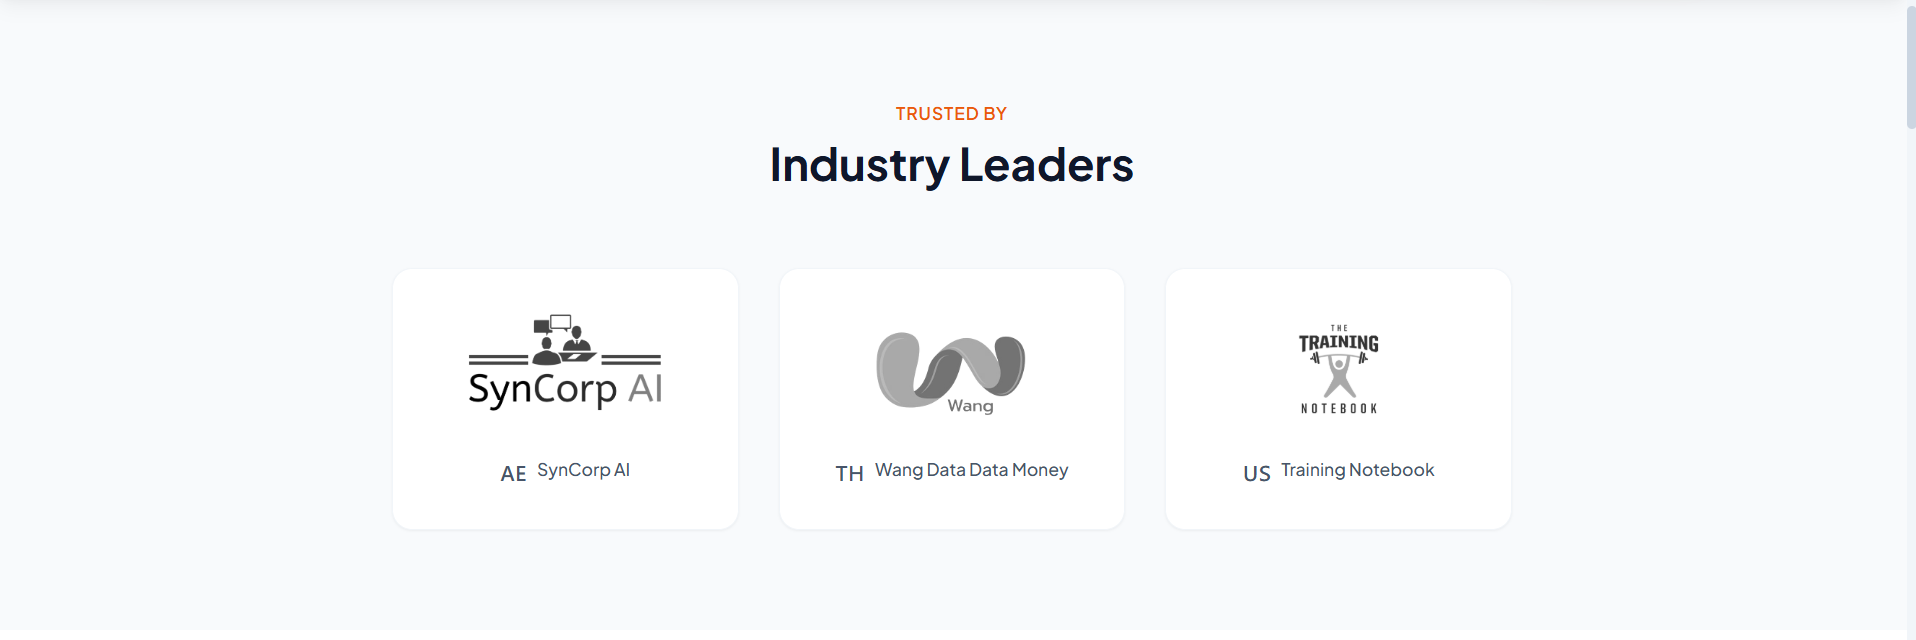 TRUSTED BY
Industry Leaders
SynCorp AI
AE SynCorp AI
Wang
TH Wang Data Data Money
THE
TRAINING
NOTEBOOK
US Training Notebook